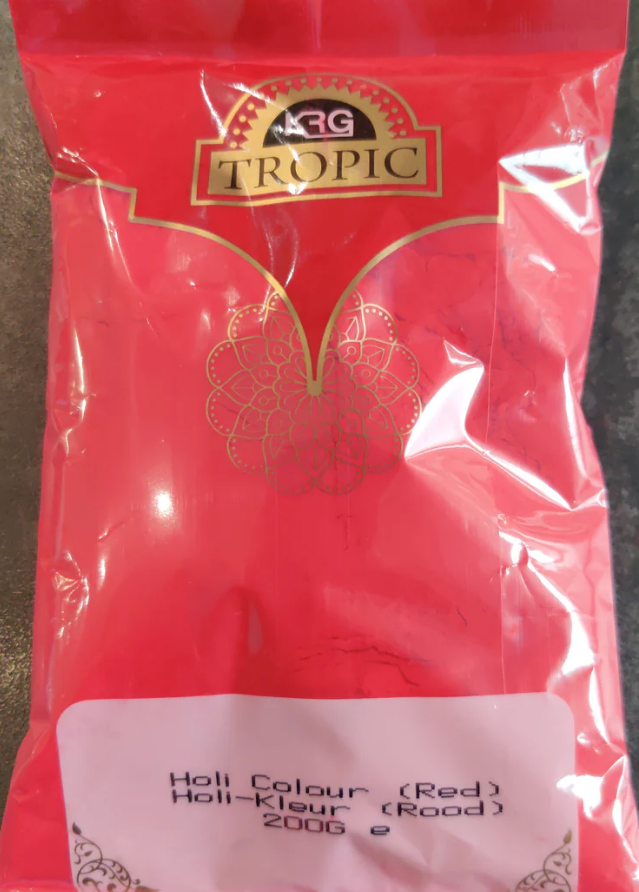 KRG
TROPIC
Holi Colour (Red)
Holi-Kleur (Rood)
200G e